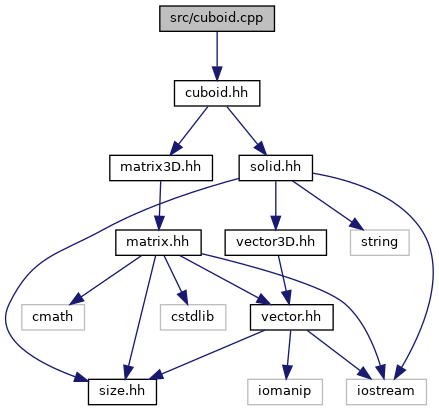 src/cuboid.cpp
cuboid.hh
matrix3D.hh
solid.hh
matrix.hh
vector3D.hh
string
cmath
cstdlib
vector.hh
size.hh
iomanip
iostream